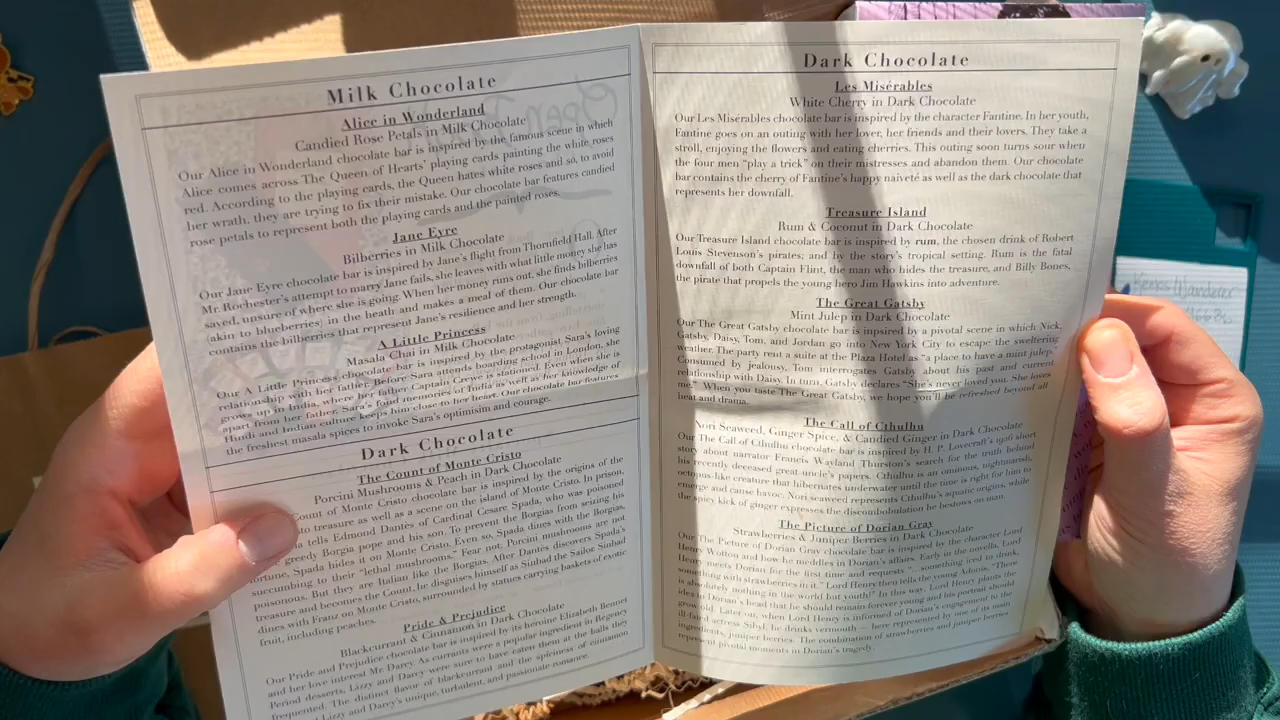 Milk Chocolate
Alice in Wonderland
Candied Rose Petals in Milk Chocolate
Our Alice in Wonderland chocolate bar is inspired by the famous scene in which
Alice comes across The Queen of Hearts' playing cards painting the white roses
red. According to the playing cards, the Queen hates white roses and so, to avoid
her wrath, they are trying to fix their mistake. Our chocolate bar features candied
rose petals to represent both the playing cards and the painted roses.
Jane Eyre
Bilberries in Milk Chocolate
Our Jane Eyre chocolate bar is inspired by Jane's flight from Thornfield Hall. After
Mr. Rochester's attempt to marry Jane fails, she leaves with what little money she has
saved, unsure of where she is going. When her money runs out, she finds bilberries
(akin to blueberries) in the heath and makes a meal of them. Our chocolate bar
contains the bilberries that represent Jane's resilience and her strength.
A Little Princess
Masala Chai in Milk Chocolate
Our A Little Princess chocolate bar is inspired by the protagonist Sara's loving
relationship with her father. Before Sara attends boarding school in London, she
grows up in India, where her father Captain Crewe is stationed. Even when she is
apart from her father, Sara's fond memories of India as well as her knowledge of
Hindi and Indian culture keeps him close to her heart. Our chocolate bar features
the freshest masala spices to invoke Sara's optimisim and courage.
Dark Chocolate
The Count of Monte Cristo
Porcini Mushrooms & Peach in Dark Chocolate
Count of Monte Cristo chocolate bar is inspired by the origins of the
to treasure as well as a scene on the island of Monte Cristo. In prison,
tells Edmond Dantès of Cardinal Cesare Spada, who was poisoned
greedy Borgia pope and his son. To prevent the Borgias from seizing his
fortune, Spada hides it on Monte Cristo. Even so, Spada dines with the Borgias,
succumbing to their "lethal mushrooms." Fear not: Porcini mushrooms are not
poisonous. But they are Italian like the Borgias. After Dantès discovers Spada's
treasure and becomes the Count, he disguises himself as Sinbad the Sailor. Sinbad
dines with Franz on Monte Cristo, surrounded by statues carrying baskets of exotic
fruit, including peaches.
Pride & Prejudice
Blackcurrant & Cinnamon in Dark Chocolate
Our Pride and Prejudice chocolate bar is inspired by its heroine Elizabeth Bennet
and her love interest Mr. Darcy. As currants were a popular ingredient in Regency
Period desserts, Lizzy and Darcy were sure to have eaten them at the balls they
frequented. The distinct flavor of blackcurrant and the spiciness of cinnamon
Lizzy and Darcy's unique, turbulent, and passionate romance.
Dark Chocolate
Les Misérables
White Cherry in Dark Chocolate
Our Les Misérables chocolate bar is inspired by the character Fantine. In her youth,
Fantine goes on an outing with her lover, her friends and their lovers. They take a
stroll, enjoying the flowers and eating cherries. This outing soon turns sour when
the four men "play a trick" on their mistresses and abandon them. Our chocolate
bar contains the cherry of Fantine's happy naiveté as well as the dark chocolate that
represents her downfall.
Treasure Island
Rum & Coconut in Dark Chocolate
Our Treasure Island chocolate bar is inspired by rum, the chosen drink of Robert
Louis Stevenson's pirates; and the story's tropical setting. Rum is the fatal
downfall of both Captain Flint, the man who hides the treasure, and Billy Bones,
the pirate that propels the young hero Jim Hawkins into adventure.
The Great Gatsby
Mint Julep in Dark Chocolate
Our The Great Gatsby chocolate bar is inspired by a pivotal scene in which Nick,
Gatsby, Daisy, Tom, and Jordan go into New York City to escape the sweltering
weather. The party rent a suite at the Plaza Hotel as "a place to have a mint julep."
Consumed by jealousy, Tom interrogates Gatsby about his past and current
relationship with Daisy. In turn, Gatsby declares "She's never loved you. She loves
me." When you taste The Great Gatsby, we hope you'll be refreshed beyond all
heat and drama.
The Call of Cthulhu
Nori Seaweed, Ginger Spice, & Candied Ginger in Dark Chocolate
Our The Call of Cthulhu chocolate bar is inspired by H. P. Lovecraft's 1926 short
story about narrator Francis Wayland Thurston's search for the truth behind
his recently deceased great-uncle's papers. Cthulhu is an ominous, nightmarish,
octopus-like creature that hibernates underwater until the time is right for him to
emerge and cause havoc. Nori seaweed represents Cthulhu's aquatic origins, while
the spicy kick of ginger expresses the discombobulation he bestows on man.
The Picture of Dorian Gray
Strawberries & Juniper Berries in Dark Chocolate
Our The Picture of Dorian Gray chocolate bar is inspired by the character Lord
Henry Wotton and how he meddles in Dorian's affairs. Early in the novella, Lord
Henry meets Dorian for the first time and requests "...something iced to drink,
something with strawberries in it." Lord Henry then tells the young Adonis, "There
is absolutely nothing in the world but youth!" In this way, Lord Henry plants the
idea in Dorian's head that he should remain forever young and his portrait should
grow old. Later on, when Lord Henry is informed of Dorian's engagement to the
ill-fated actress Sibyl, he drinks vermouth — here represented by one of its main
ingredients, juniper berries. The combination of strawberries and juniper berries
represent pivotal moments in Dorian's tragedy.
Wanderer